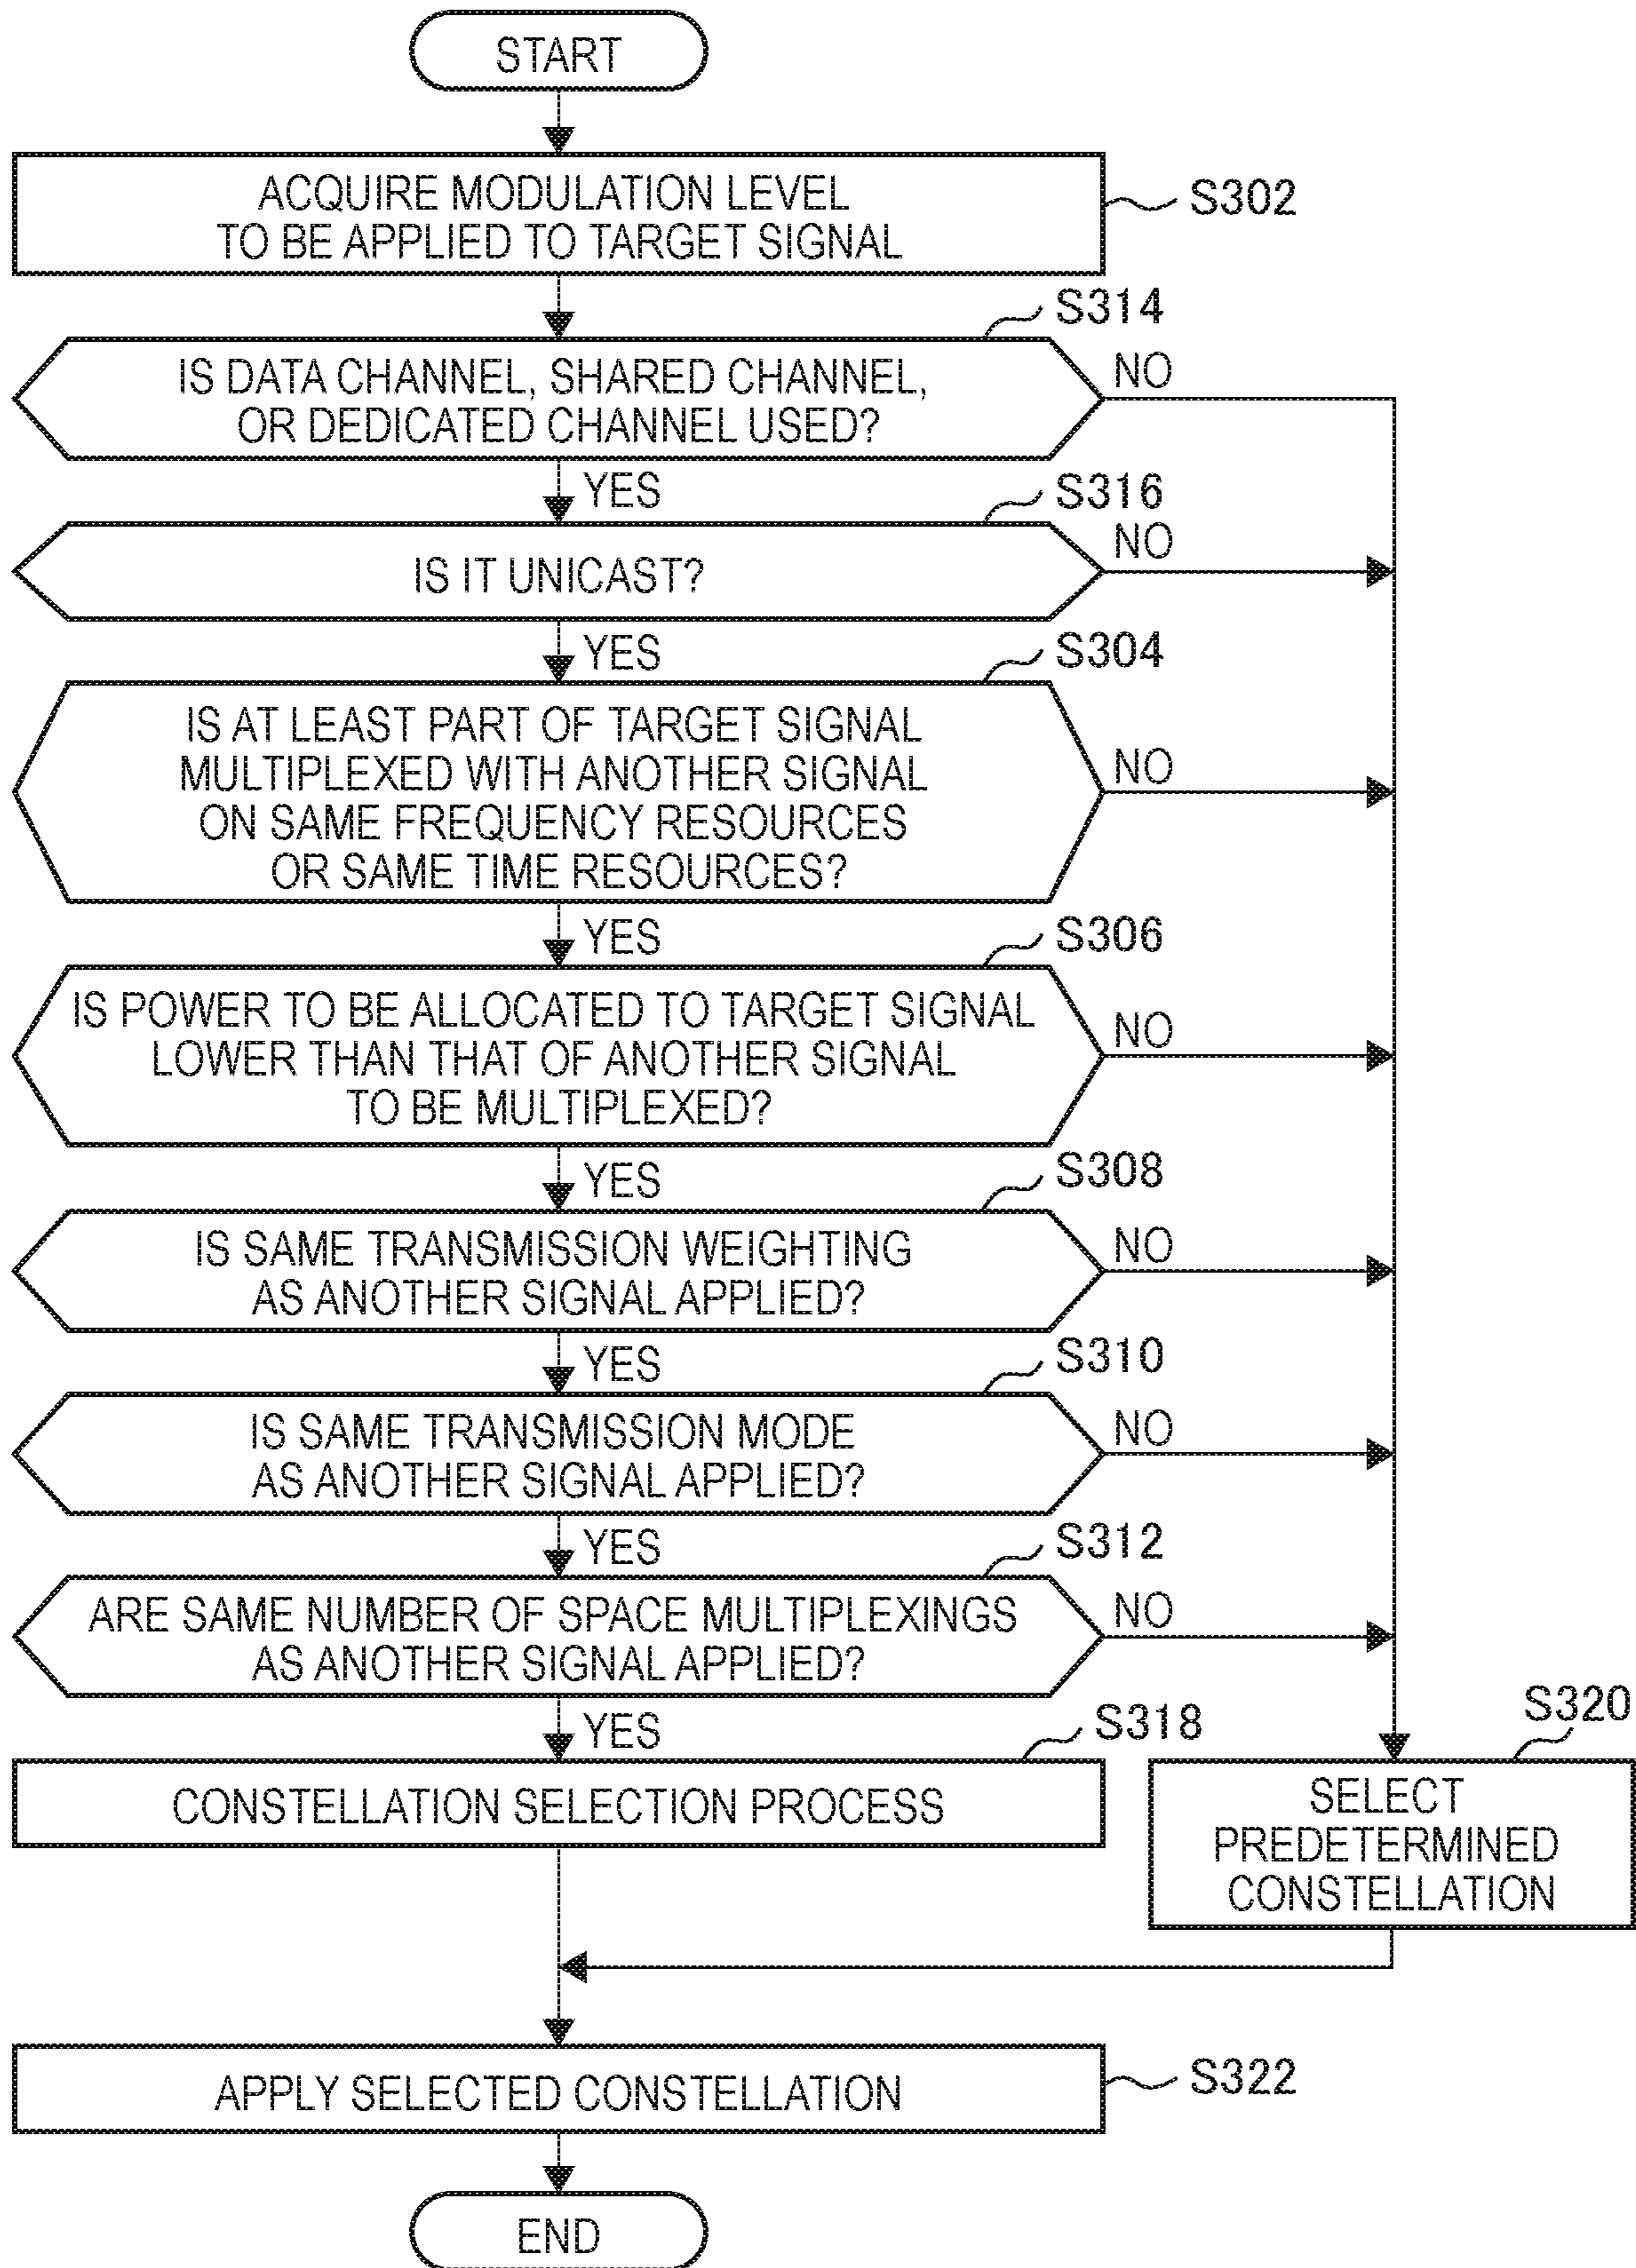 START
ACQUIRE MODULATION LEVEL
TO BE APPLIED TO TARGET SIGNAL
S302
S314
IS DATA CHANNEL, SHARED CHANNEL,
OR DEDICATED CHANNEL USED?
NO
YES
S316
IS IT UNICAST?
NO
YES
S304
IS AT LEAST PART OF TARGET SIGNAL
MULTIPLEXED WITH ANOTHER SIGNAL
ON SAME FREQUENCY RESOURCES
OR SAME TIME RESOURCES?
NO
YES
S306
IS POWER TO BE ALLOCATED TO TARGET SIGNAL
LOWER THAN THAT OF ANOTHER SIGNAL
TO BE MULTIPLEXED?
NO
YES
S308
IS SAME TRANSMISSION WEIGHTING
AS ANOTHER SIGNAL APPLIED?
NO
YES
S310
IS SAME TRANSMISSION MODE
AS ANOTHER SIGNAL APPLIED?
NO
YES
S312
ARE SAME NUMBER OF SPACE MULTIPLEXINGS
AS ANOTHER SIGNAL APPLIED?
NO
YES
S318
CONSTELLATION SELECTION PROCESS
S320
SELECT
PREDETERMINED
CONSTELLATION
APPLY SELECTED CONSTELLATION
S322
END